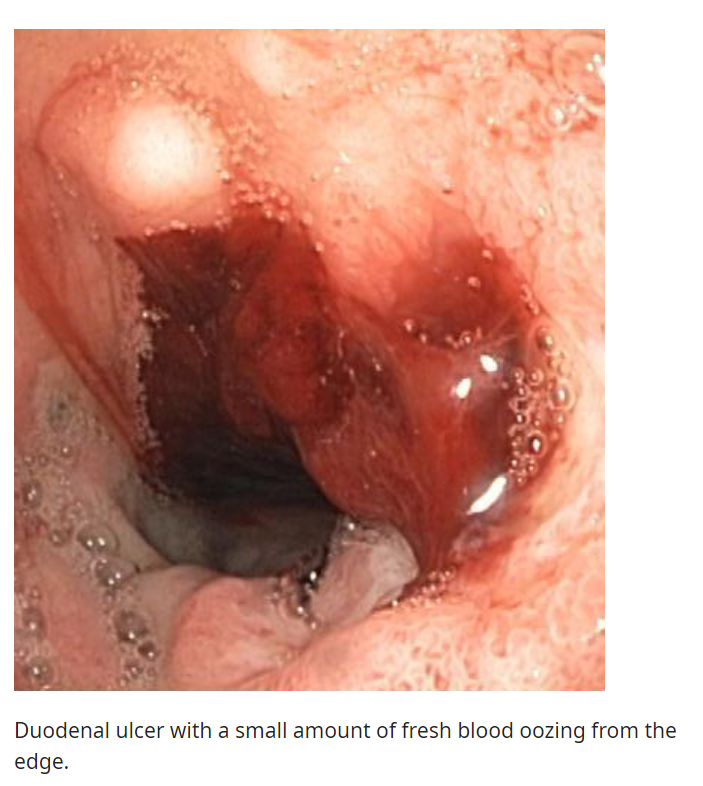 Duodenal ulcer with a small amount of fresh blood oozing from the
edge.